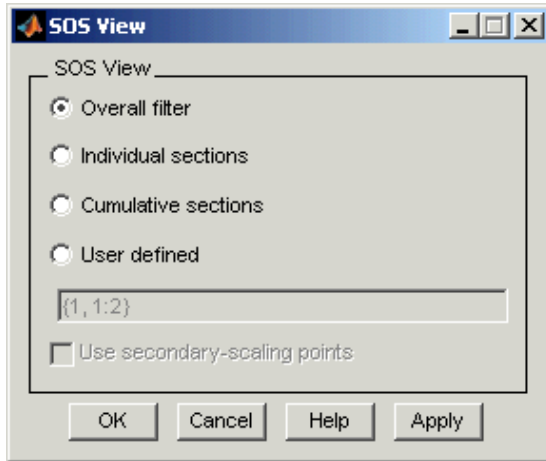 SOS View
SOS View
Overall filter
Individual sections
Cumulative sections
User defined
{1, 1:2}
Use secondary-scaling points
OK Cancel Help Apply